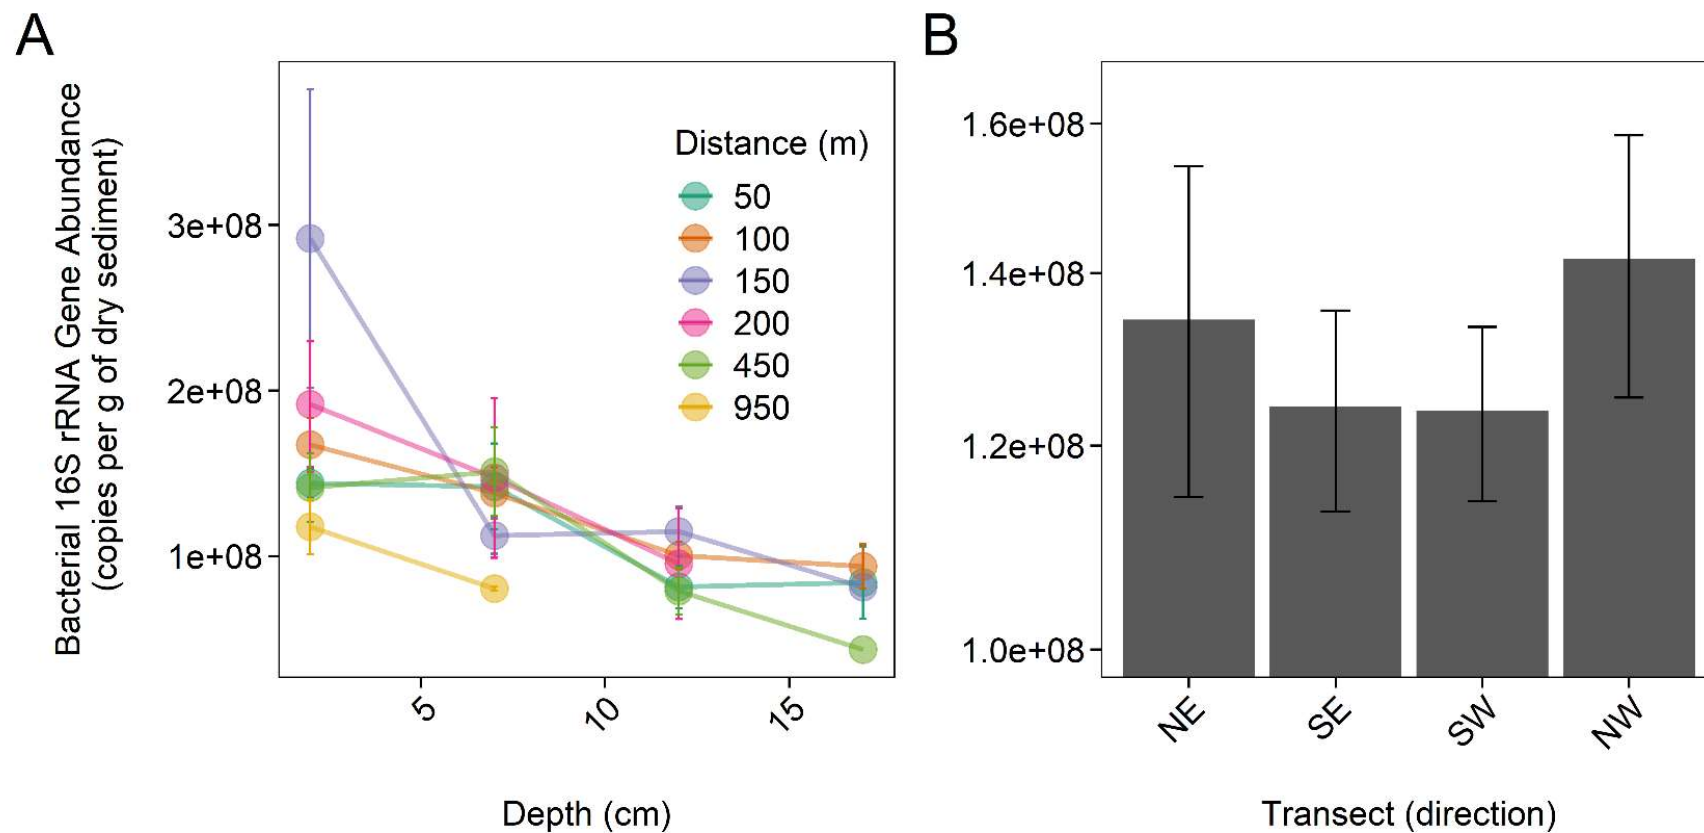 A
Bacterial 16S rRNA Gene Abundance
(copies per g of dry sediment)
3e+08
2e+08
1e+08
Distance (m)
50
100
150
200
450
950
5
10
15
Depth (cm)
B
1.6e+08
1.4e+08
1.2e+08
1.0e+08
NE
SE
SW
NW
Transect (direction)